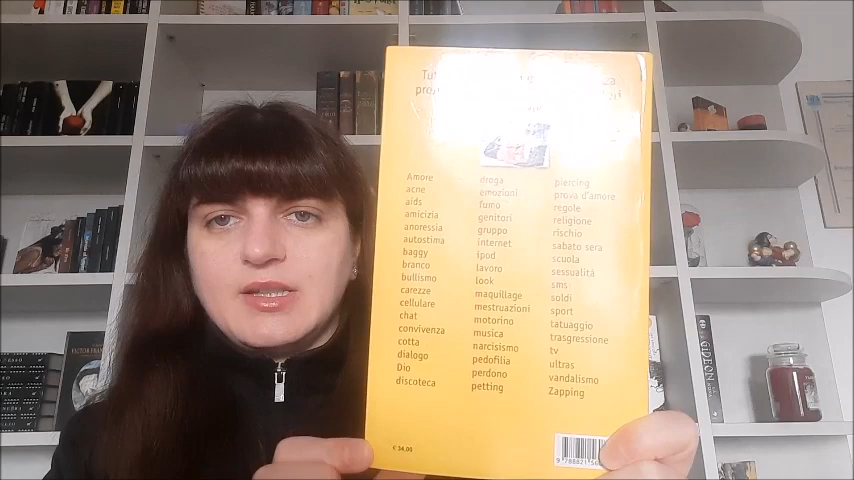 Amore
acne
aids
amicizia
anoressia
autostima
baggy
branco
bullismo
carezze
cellulare
chat
convivenza
cotta
dialogo
Dio
discoteca
droga
emozioni
fumo
genitori
gruppo
internet
ipod
lavoro
look
maquillage
mestruazioni
motorino
musica
narcisismo
pedofilia
perdono
petting
piercing
prova d'amore
regole
religione
rischio
sabato sera
scuola
sessualità
sms
soldi
sport
tatuaggio
trasgressione
tv
ultras
vandalismo
Zapping
€ 34,00
GIDEON